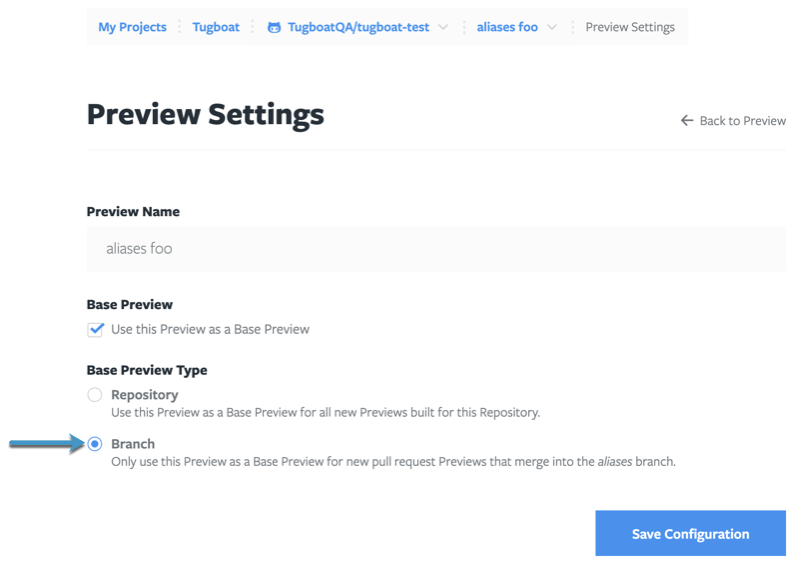 My Projects Tugboat TugboatQA/tugboat-test aliases foo Preview Settings
Preview Settings
Back to Preview
Preview Name
aliases foo
Base Preview
Use this Preview as a Base Preview
Base Preview Type
Repository
Use this Preview as a Base Preview for all new Previews built for this Repository.
Branch
Only use this Preview as a Base Preview for new pull request Previews that merge into the aliases branch.
Save Configuration